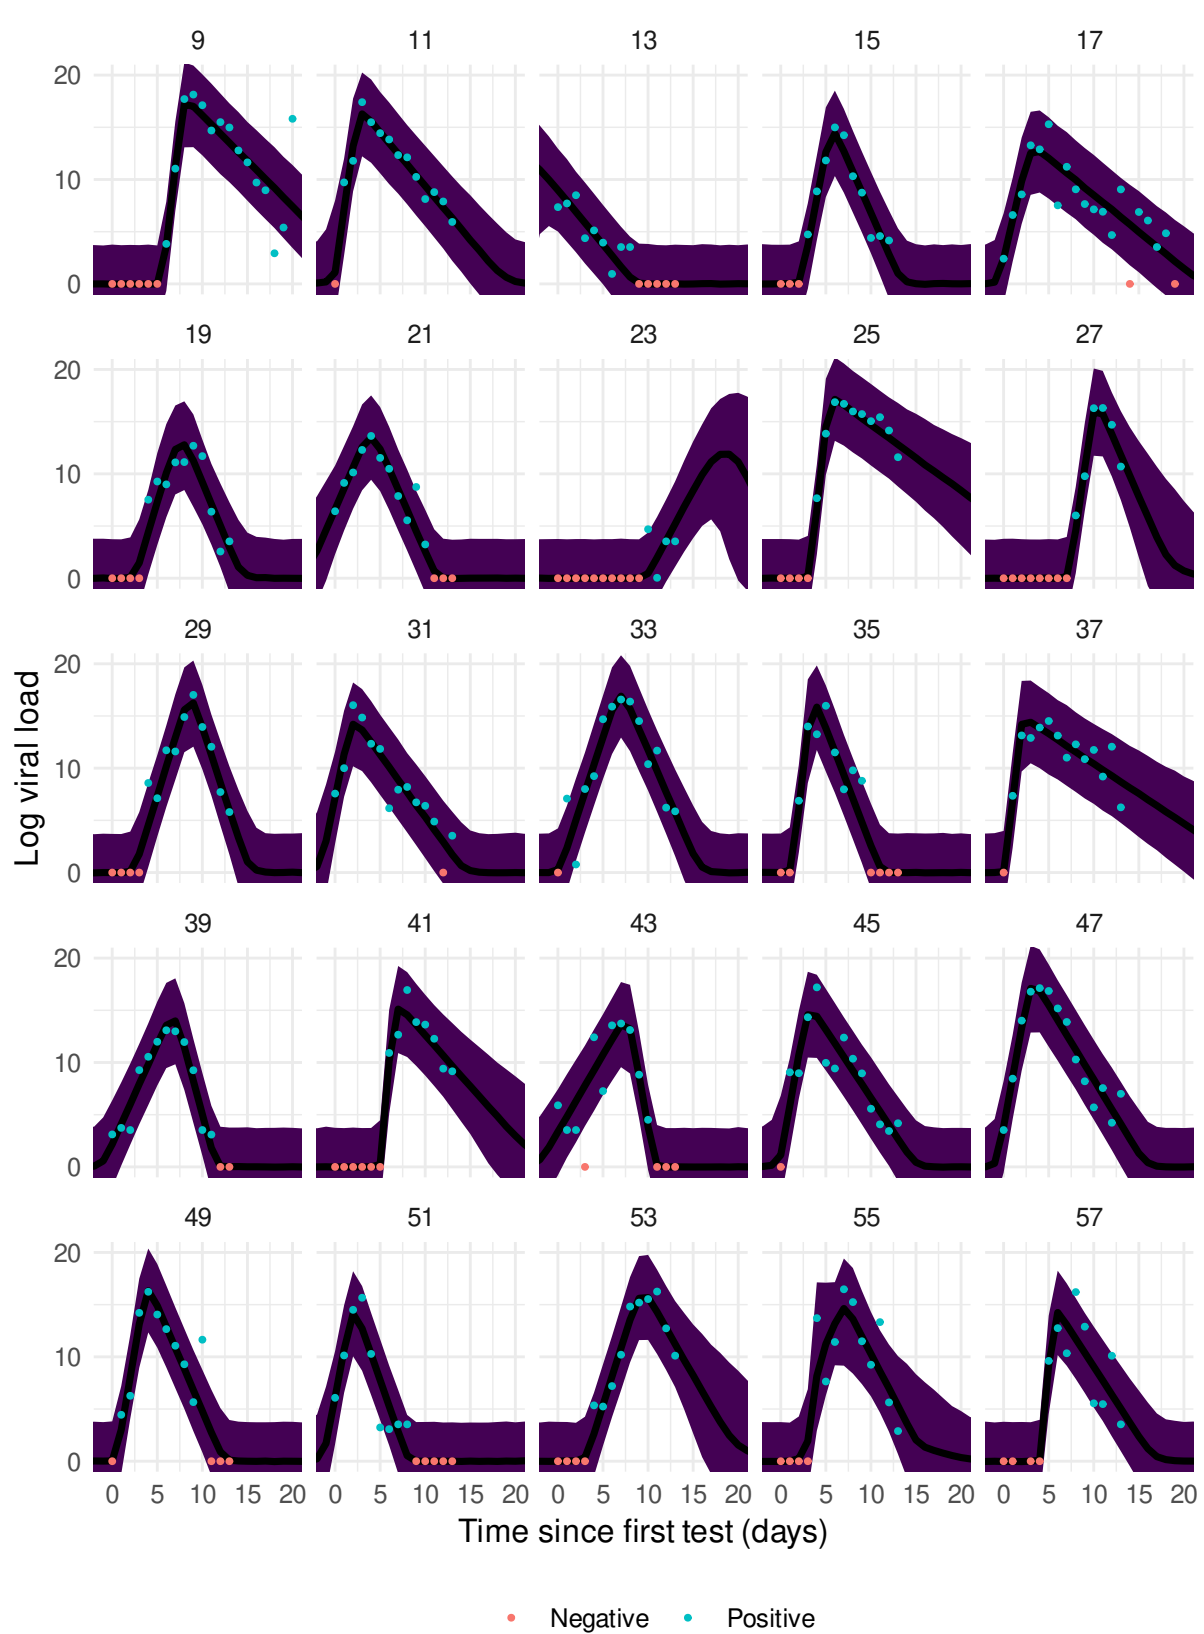 9 11 13 15 17
20
10
0
19 21 23 25 27
20
10
0
29 31 33 35 37
20
10
0
Log viral load
39 41 43 45 47
20
10
0
49 51 53 55 57
20
10
0
0 5 10 15 20 0 5 10 15 20 0 5 10 15 20 0 5 10 15 20 0 5 10 15 20
Time since first test (days)
Negative Positive